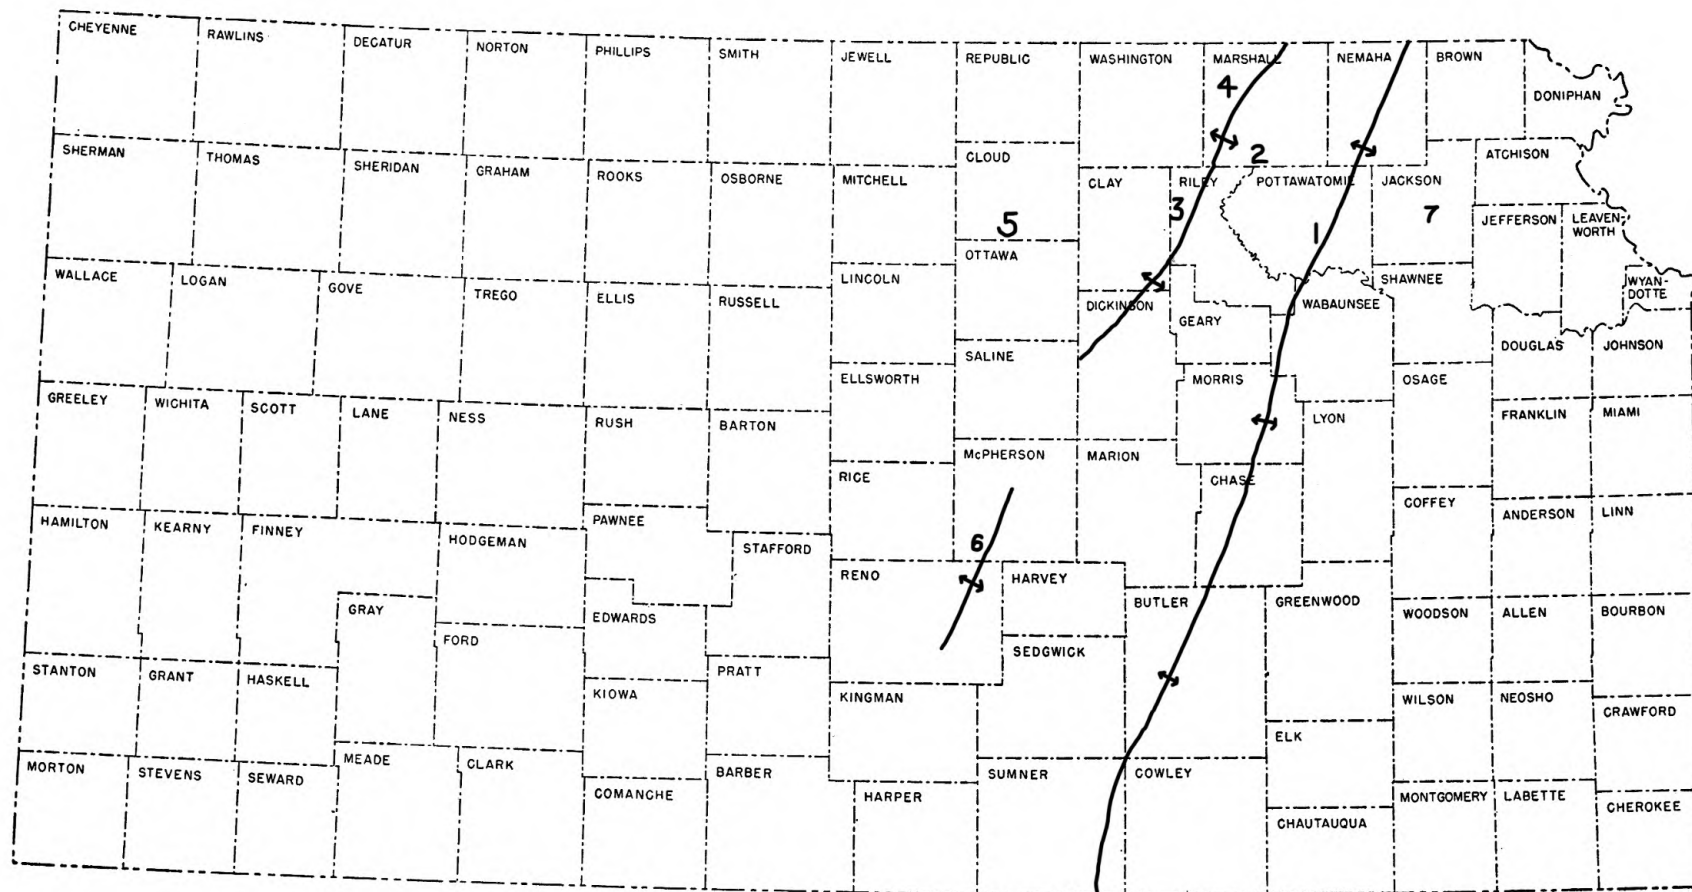 CHEYENNE
RAWLINS
DECATUR
NORTON
PHILLIPS
SMITH
JEWELL
REPUBLIC
WASHINGTON
MARSHALL
NEMAHA
BROWN
DONIPHAN
4
SHERMAN
THOMAS
SHERIDAN
GRAHAM
ROOKS
OSBORNE
MITCHELL
CLOUD
CLAY
RILEY
2
POTTAWATOMIE
JACKSON
ATCHISON
3
5
1
7
JEFFERSON
LEAVEN-
WORTH
WALLACE
LOGAN
GOVE
TREGO
ELLIS
RUSSELL
LINCOLN
OTTAWA
DICKINSON
GEARY
WABAUNSEE
SHAWNEE
WYAN-
DOTTE
DOUGLAS
JOHNSON
GREELEY
WICHITA
SCOTT
LANE
NESS
RUSH
BARTON
ELLSWORTH
SALINE
MORRIS
LYON
OSAGE
FRANKLIN
MIAMI
RICE
McPHERSON
MARION
CHASE
COFFEY
ANDERSON
LINN
HAMILTON
KEARNY
FINNEY
HODGEMAN
PAWNEE
STAFFORD
6
RENO
HARVEY
BUTLER
GREENWOOD
WOODSON
ALLEN
BOURBON
GRAY
FORD
EDWARDS
STANTON
GRANT
HASKELL
KIOWA
PRATT
KINGMAN
SEDGWICK
ELK
WILSON
NEOSHO
CRAWFORD
MORTON
STEVENS
SEWARD
MEADE
CLARK
COMANCHE
BARBER
HARPER
SUMNER
COWLEY
CHAUTAUQUA
MONTGOMERY
LABETTE
CHEROKEE